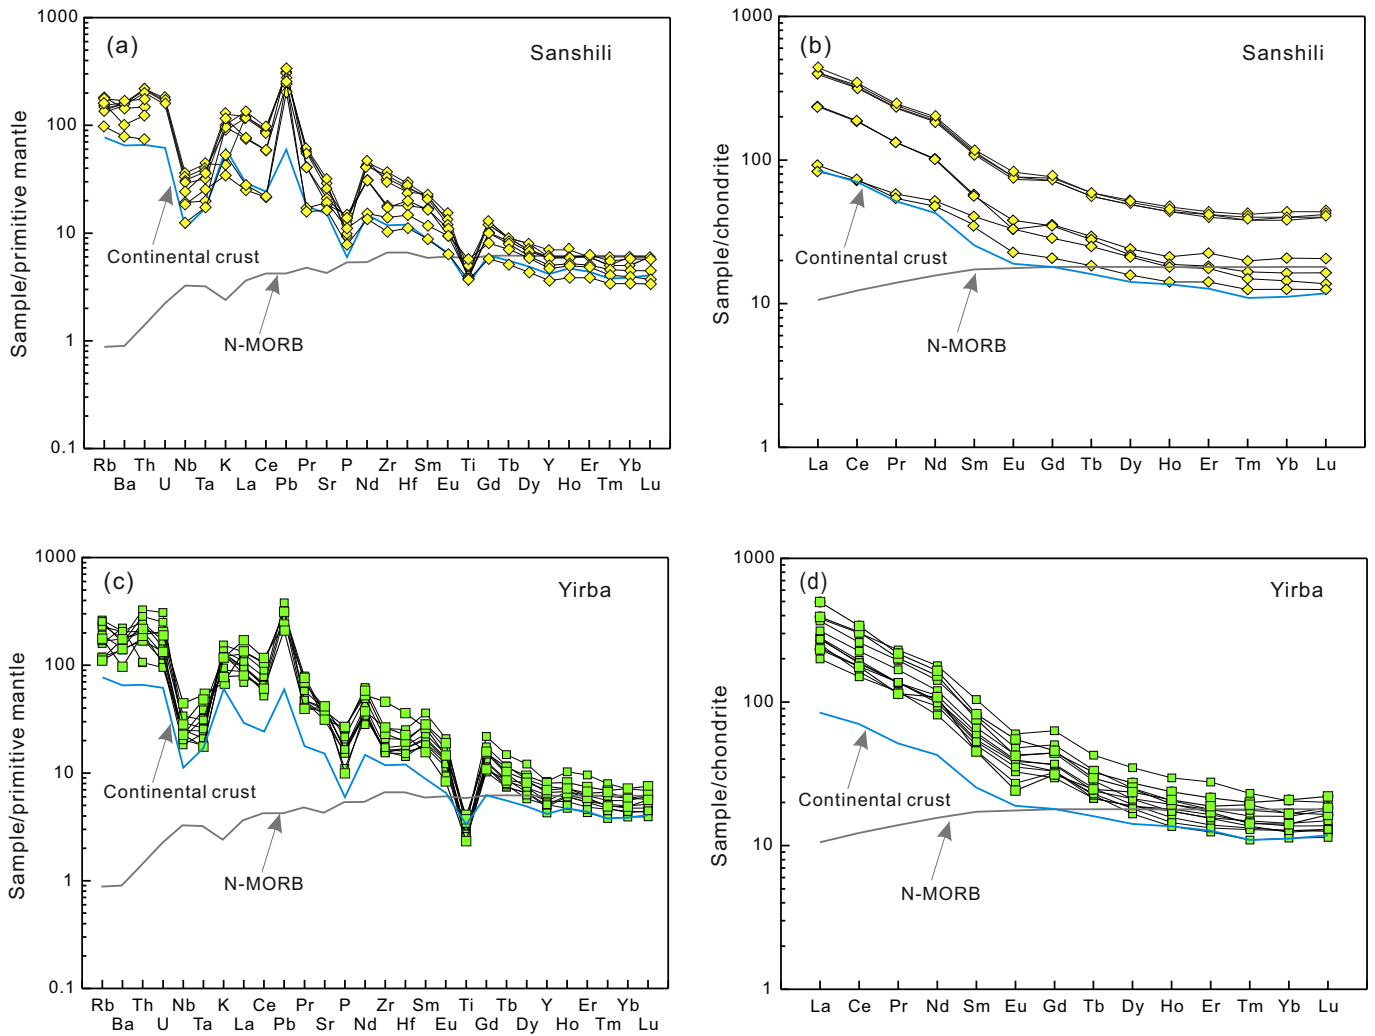 (a)
Sanshili
Sample/primitive mantle
1000
100
10
1
0.1
Continental crust
N-MORB
Rb Th Nb K Ce Pr P Zr Sm Ti Tb Y Er Yb
Ba U Ta La Pb Sr Nd Hf Eu Gd Dy Ho Tm Lu
(b)
Sanshili
Sample/chondrite
1000
100
10
1
Continental crust
N-MORB
La Ce Pr Nd Sm Eu Gd Tb Dy Ho Er Tm Yb Lu
(c)
Yirba
Sample/primitive mantle
1000
100
10
1
0.1
Continental crust
N-MORB
Rb Th Nb K Ce Pr P Zr Sm Ti Tb Y Er Yb
Ba U Ta La Pb Sr Nd Hf Eu Gd Dy Ho Tm Lu
(d)
Yirba
Sample/chondrite
1000
100
10
1
Continental crust
N-MORB
La Ce Pr Nd Sm Eu Gd Tb Dy Ho Er Tm Yb Lu